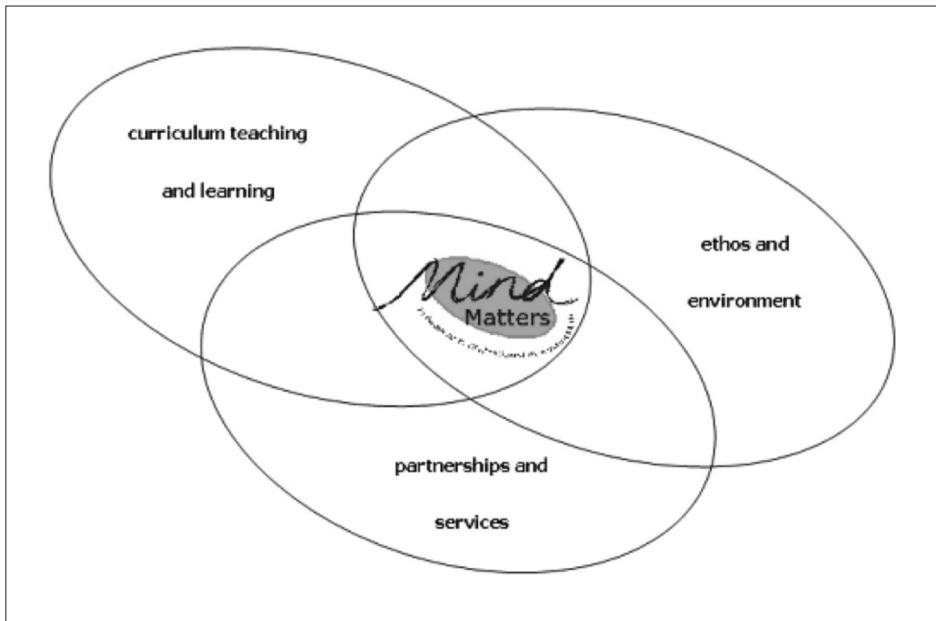 curriculum teaching
and learning
ethos and
environment
Mind
Matters
partnerships and
services